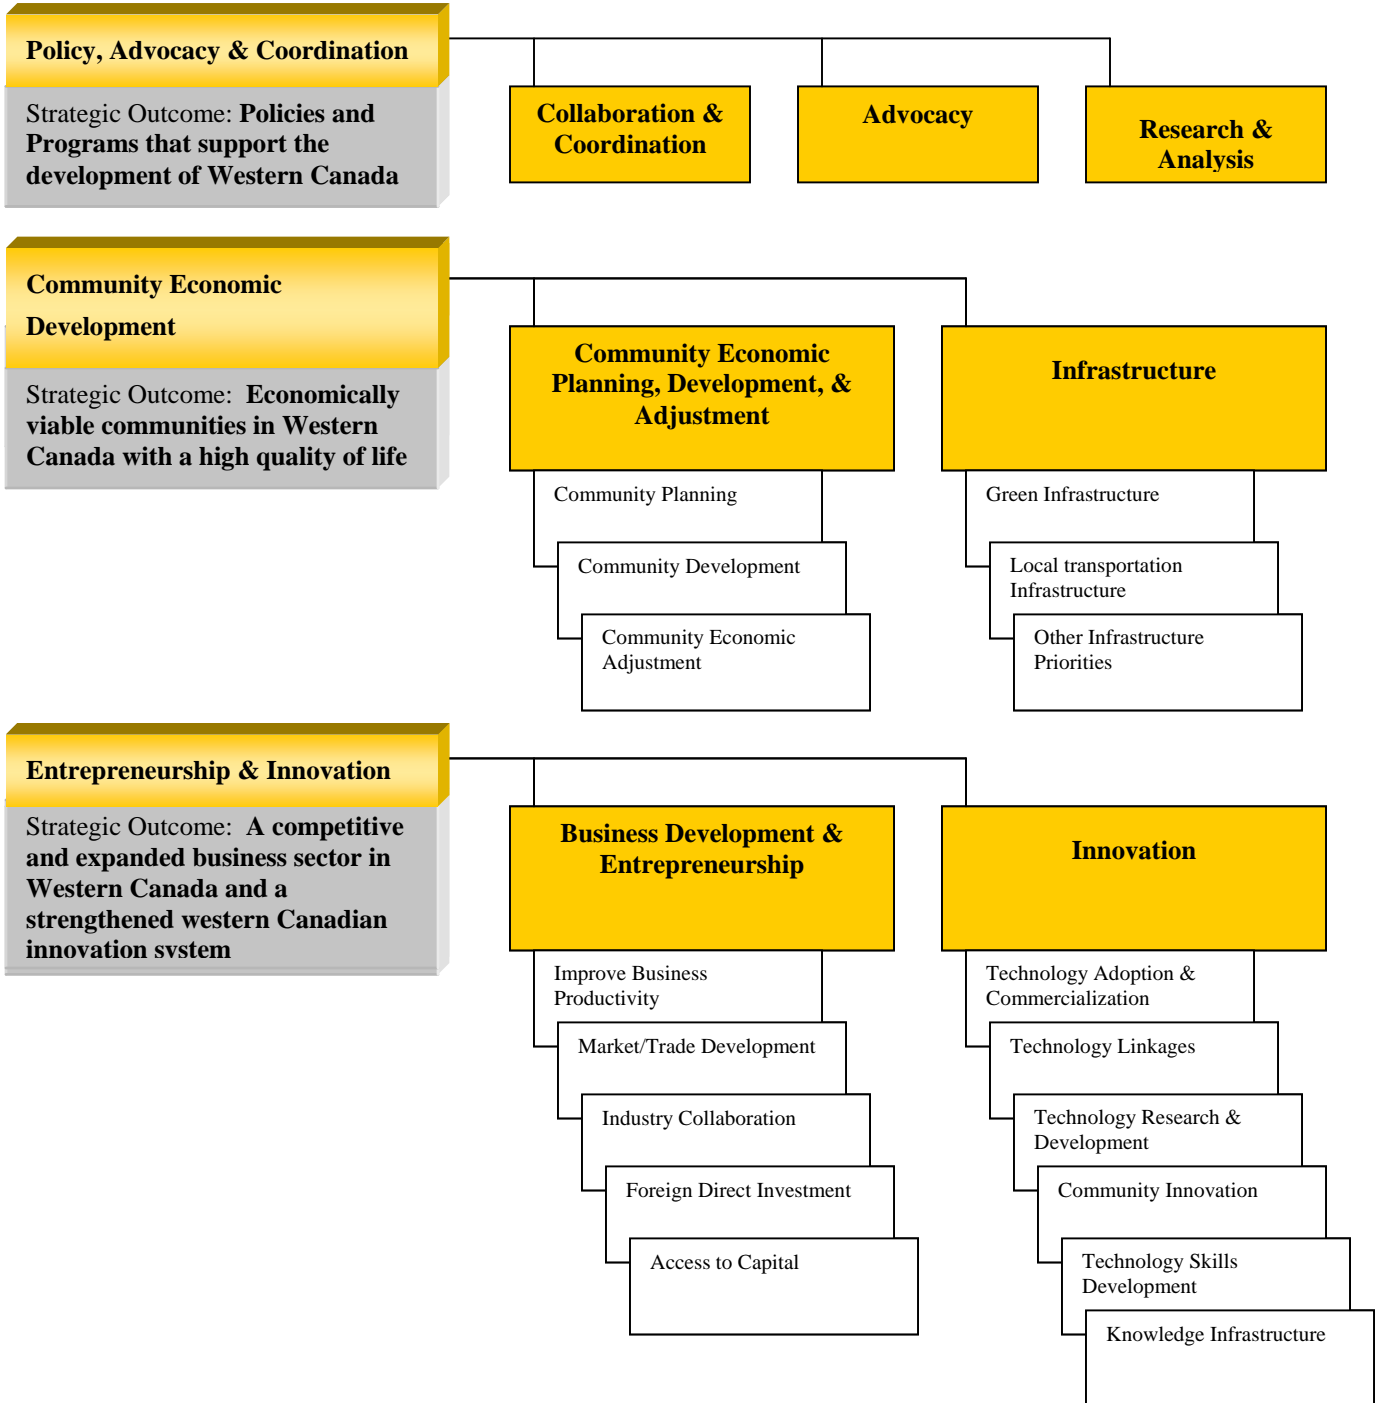 Policy, Advocacy & Coordination
Strategic Outcome: Policies and
Programs that support the
development of Western Canada
Collaboration &
Coordination
Advocacy
Research &
Analysis
Community Economic
Development
Strategic Outcome: Economically
viable communities in Western
Canada with a high quality of life
Community Economic
Planning, Development, &
Adjustment
Community Planning
Community Development
Community Economic
Adjustment
Infrastructure
Green Infrastructure
Local transportation
Infrastructure
Other Infrastructure
Priorities
Entrepreneurship & Innovation
Strategic Outcome: A competitive
and expanded business sector in
Western Canada and a
strengthened western Canadian
innovation system
Business Development &
Entrepreneurship
Improve Business
Productivity
Market/Trade Development
Industry Collaboration
Foreign Direct Investment
Access to Capital
Innovation
Technology Adoption &
Commercialization
Technology Linkages
Technology Research &
Development
Community Innovation
Technology Skills
Development
Knowledge Infrastructure